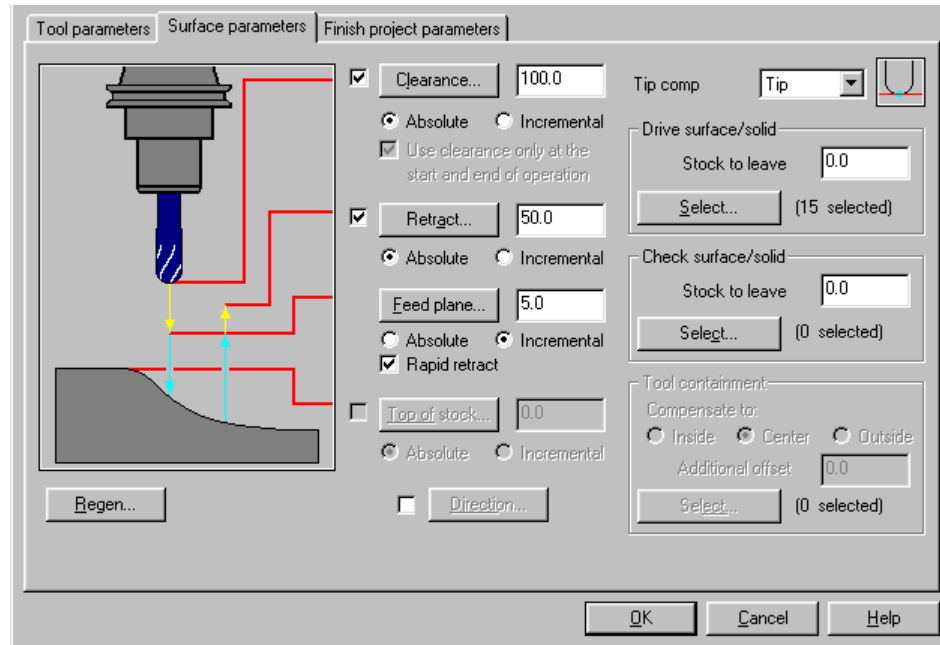 Tool parameters Surface parameters Finish project parameters
Clearance... 100.0
Absolute Incremental
Use clearance only at the
start and end of operation
Retract... 50.0
Absolute Incremental
Feed plane... 5.0
Absolute Incremental
Rapid retract
Top of stock... 0.0
Absolute Incremental
Regen...
Direction...
Tip comp Tip
Drive surface/solid
Stock to leave 0.0
Select... (15 selected)
Check surface/solid
Stock to leave 0.0
Select... (0 selected)
Tool containment
Compensate to:
Inside Center Outside
Additional offset 0.0
Select... (0 selected)
OK Cancel Help